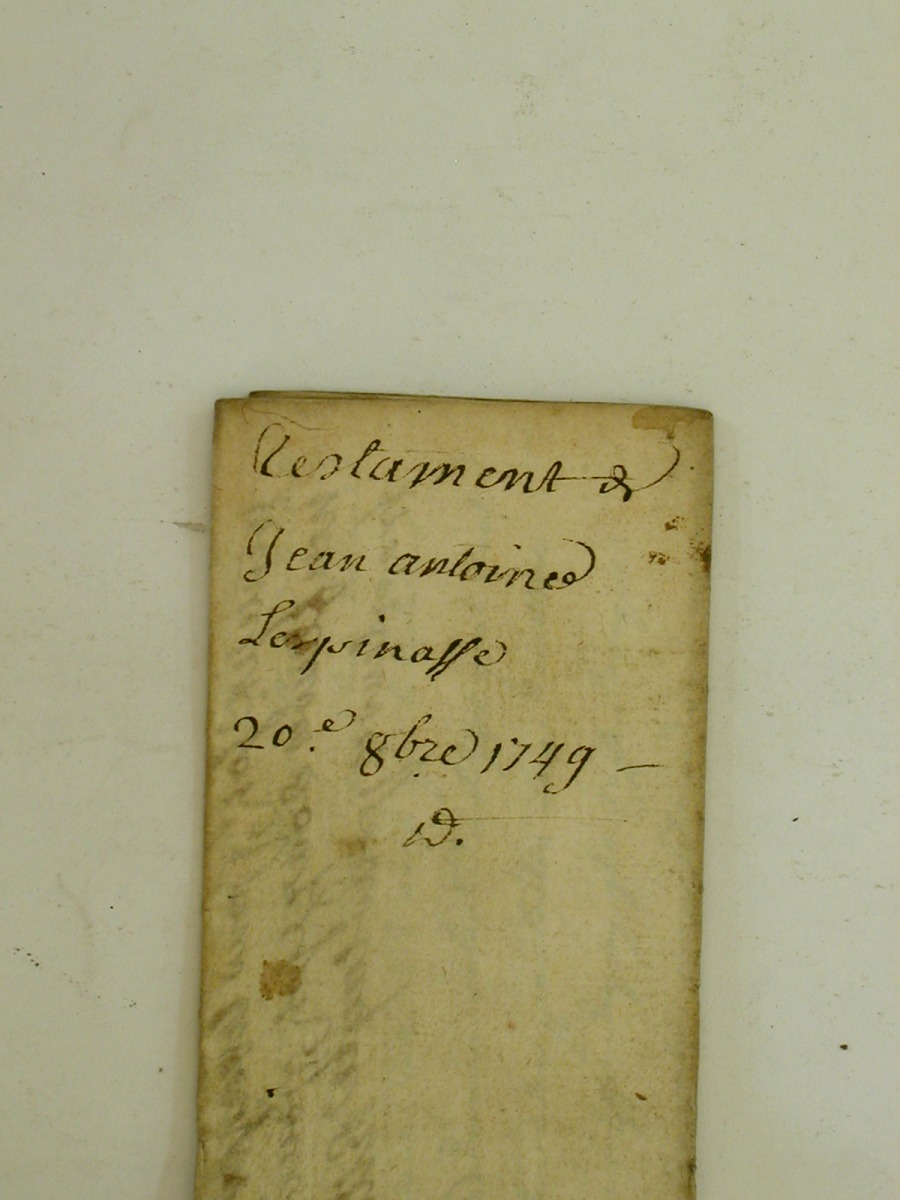 Testament de
Jean antoine
Lespinasse
20.e 8bre 1749 —